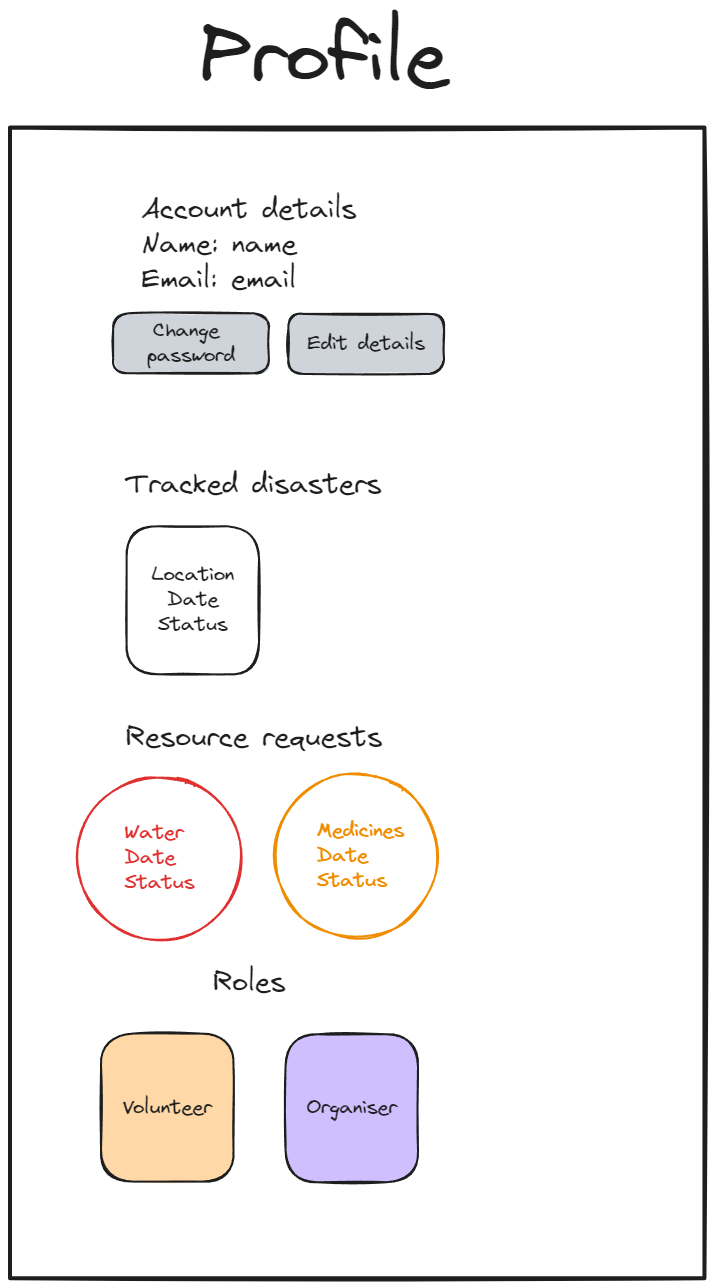 Profile
Account details
Name: name
Email: email
Change
password
Edit details
Tracked disasters
Location
Date
Status
Resource requests
Water
Date
Status
Medicines
Date
Status
Roles
Volunteer
Organiser